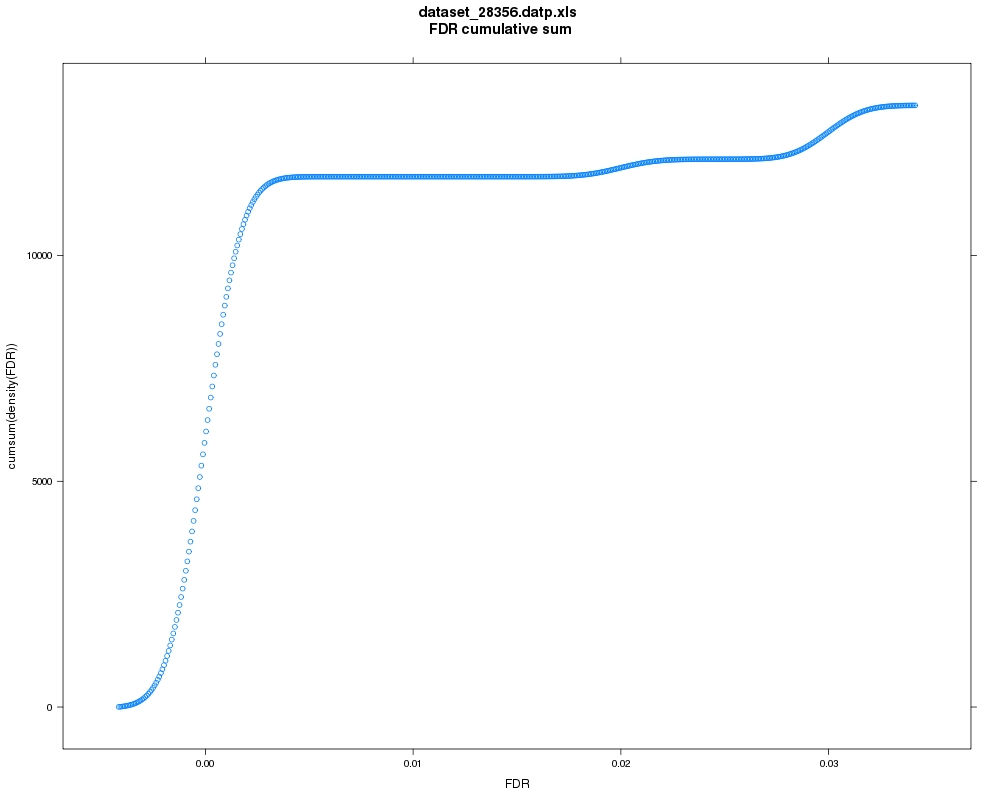 dataset_28356.datp.xls
FDR cumulative sum
10000
5000
0
cumsum(density(FDR))
0.00
0.01
0.02
0.03
FDR